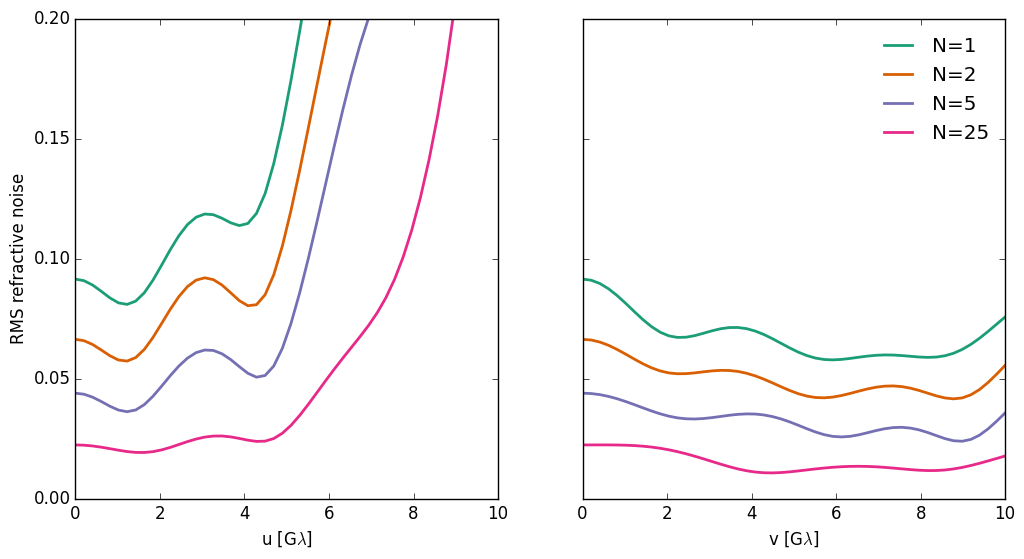 0.20
0.15
0.10
0.05
0.00
RMS refractive noise
0 2 4 6 8 10
u [Gλ]
N=1
N=2
N=5
N=25
0 2 4 6 8 10
v [Gλ]